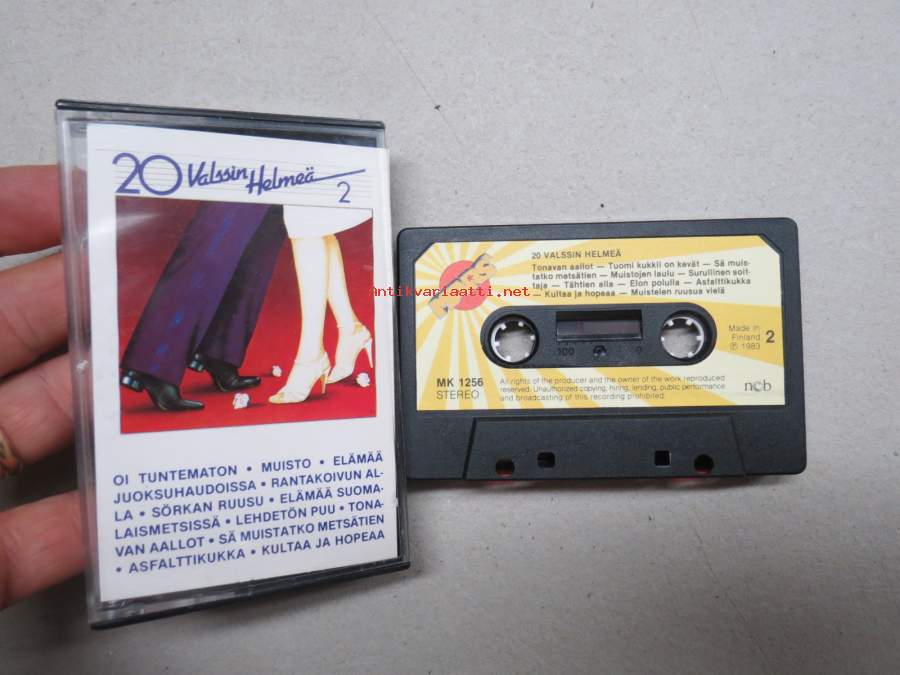 20 Valssin Helmeä
2
OI TUNTEMATON • MUISTO • ELÄMÄÄ
JUOKSUHAUDOISSA • RANTAKOIVUN AL-
LA • SÖRKAN RUUSU • ELÄMÄÄ SUOMA-
LAISMETSISSÄ • LEHDETÖN PUU • TONA-
VAN AALLOT • SÄ MUISTATKO METSÄTIEN
• ASFALTTIKUKKA • KULTAA JA HOPEAA
20 VALSSIN HELMEÄ
Tonavan aallot — Tuomi kukkii on kevät — Sä muis-
tatko metsätien — Muistojen laulu — Surullinen soit-
taja — Tähtien alla — Elon polulla — Asfalttikukka
— Kultaa ja hopeaa — Muistelen ruusua vielä
Antikvariaatti.net
100 0
Made in
Finland 2
℗ 1983
MK 1256
STEREO
All rights of the producer and the owner of the work reproduced
reserved. Unauthorized copying, hiring, lending, public performance
and broadcasting of this recording prohibited.
ncb